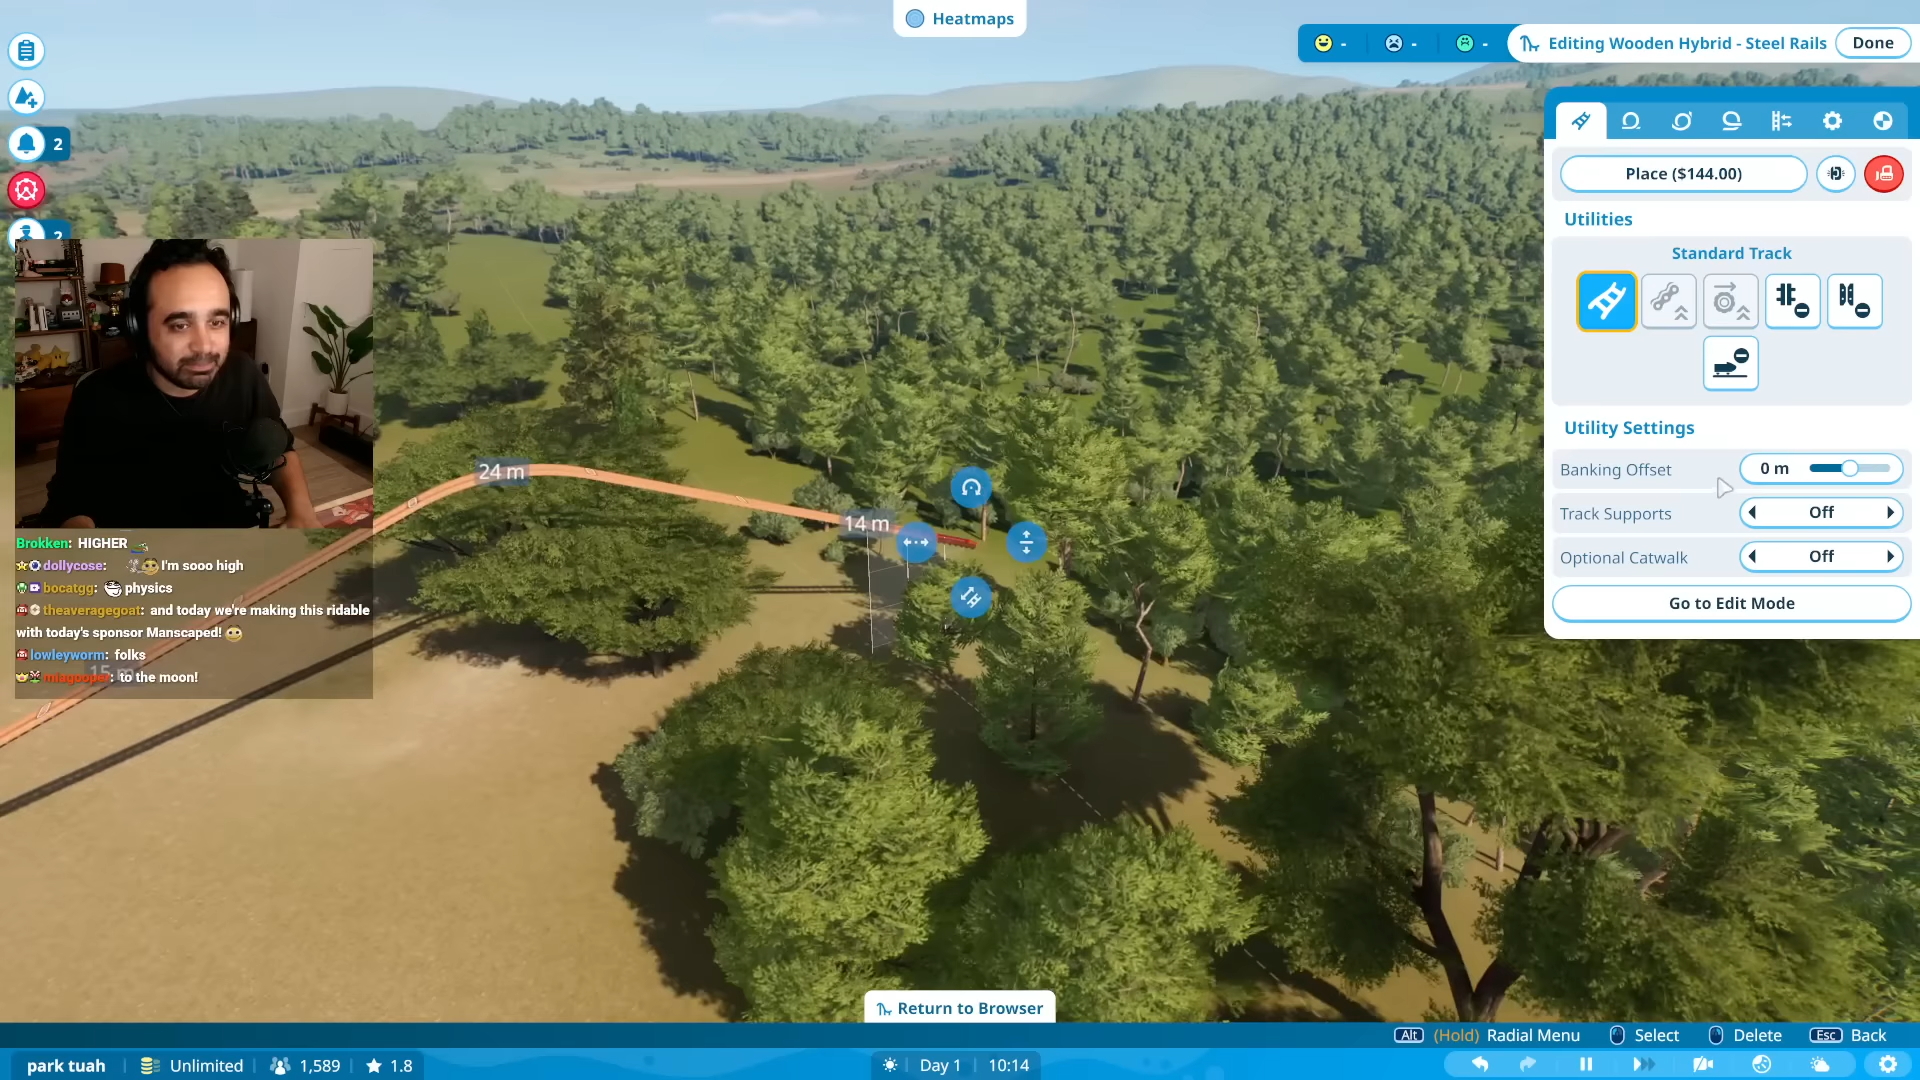 Heatmaps
- - -
Editing Wooden Hybrid - Steel Rails
Done
2
2
Place ($144.00)
Utilities
Standard Track
Utility Settings
Banking Offset
0 m
Track Supports
Off
Optional Catwalk
Off
Go to Edit Mode
24 m
14 m
15 m
Brokken: HIGHER
dollycose: I'm sooo high
bocatgg: physics
theaveragegoat: and today we're making this ridable
with today's sponsor Manscaped!
lowleyworm: folks
miagooper: to the moon!
Return to Browser
Alt (Hold) Radial Menu
Select
Delete
Esc Back
park tuah
Unlimited
1,589
1.8
Day 1
10:14